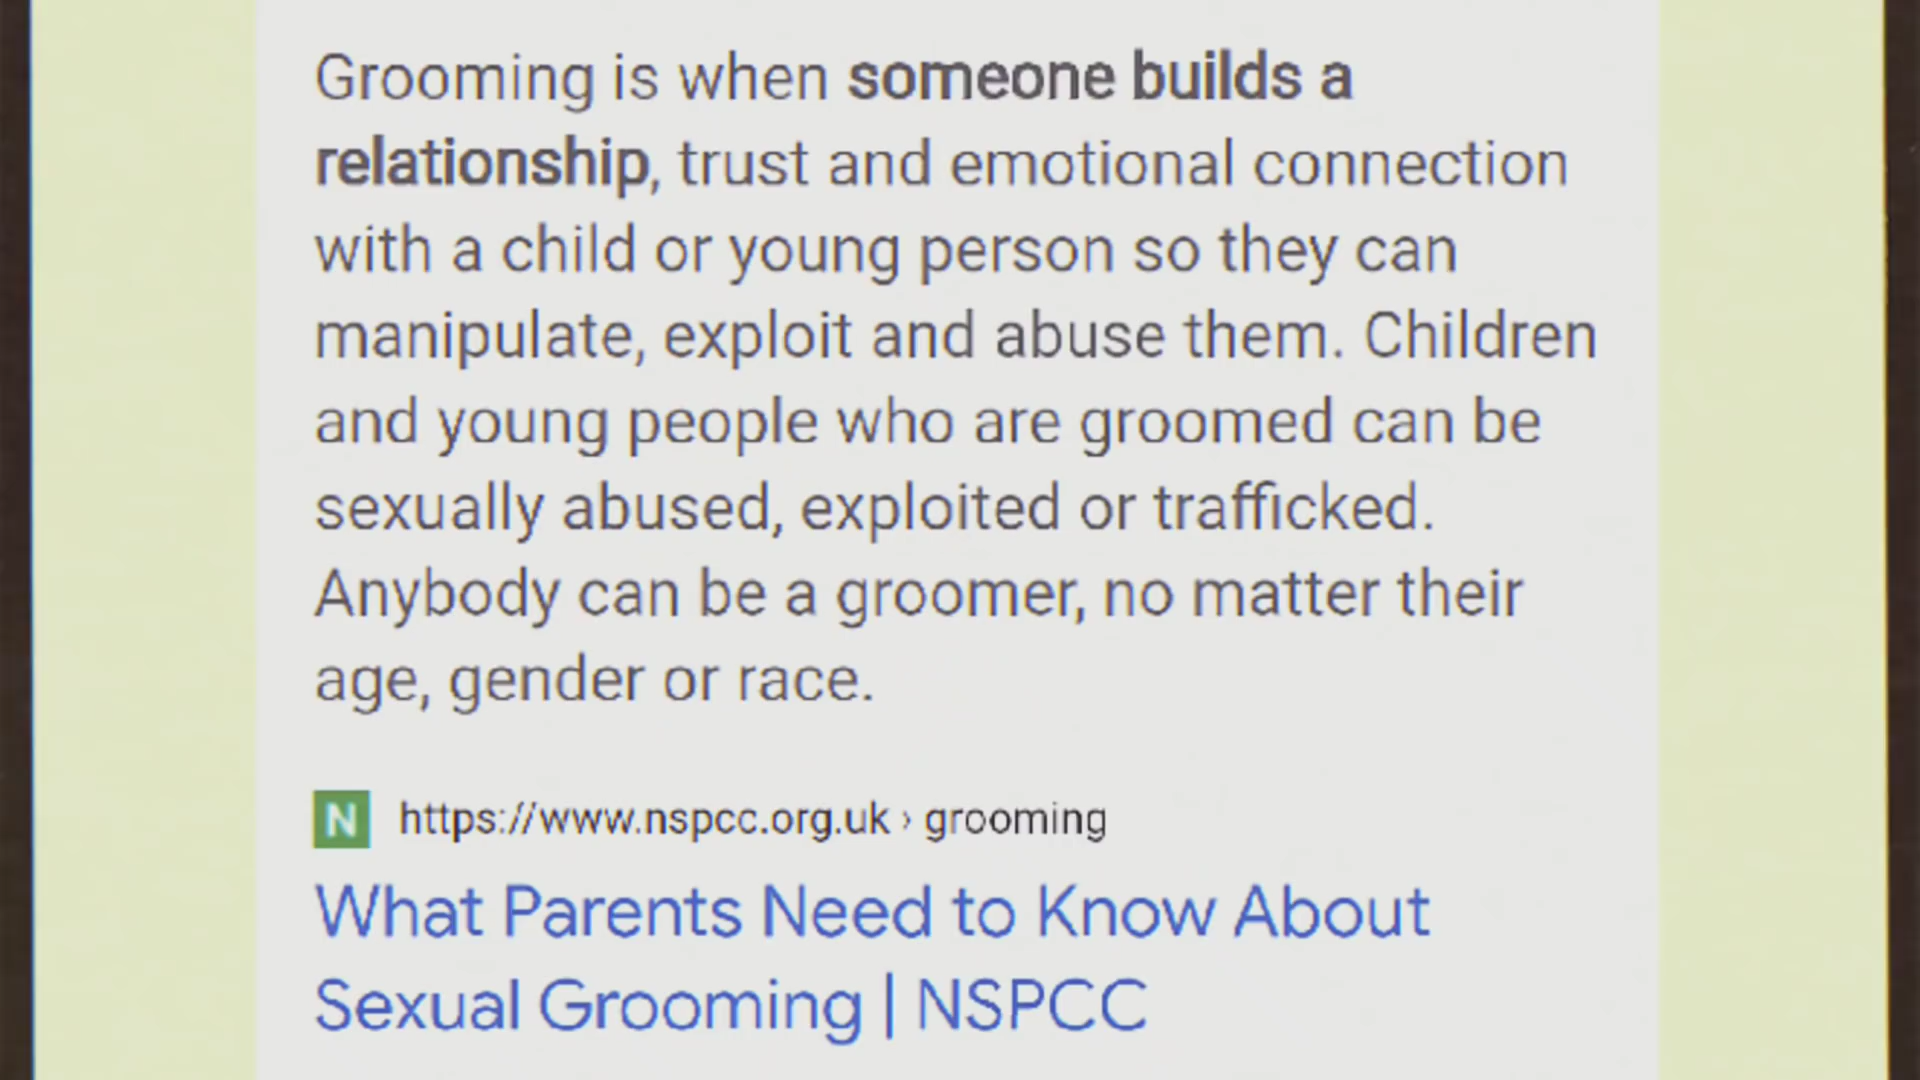 Grooming is when someone builds a
relationship, trust and emotional connection
with a child or young person so they can
manipulate, exploit and abuse them. Children
and young people who are groomed can be
sexually abused, exploited or trafficked.
Anybody can be a groomer, no matter their
age, gender or race.
N https://www.nspcc.org.uk › grooming
What Parents Need to Know About
Sexual Grooming | NSPCC